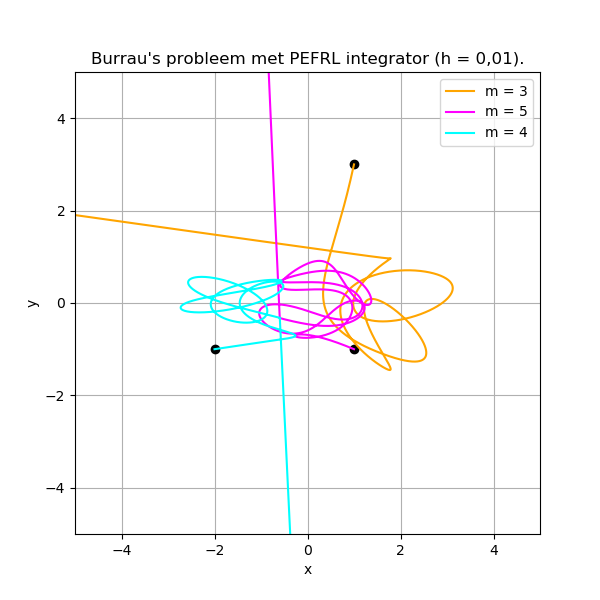 Burrau's probleem met PEFRL integrator (h = 0,01).
m = 3
m = 5
m = 4
4
2
0
−2
−4
y
−4
−2
0
2
4
x